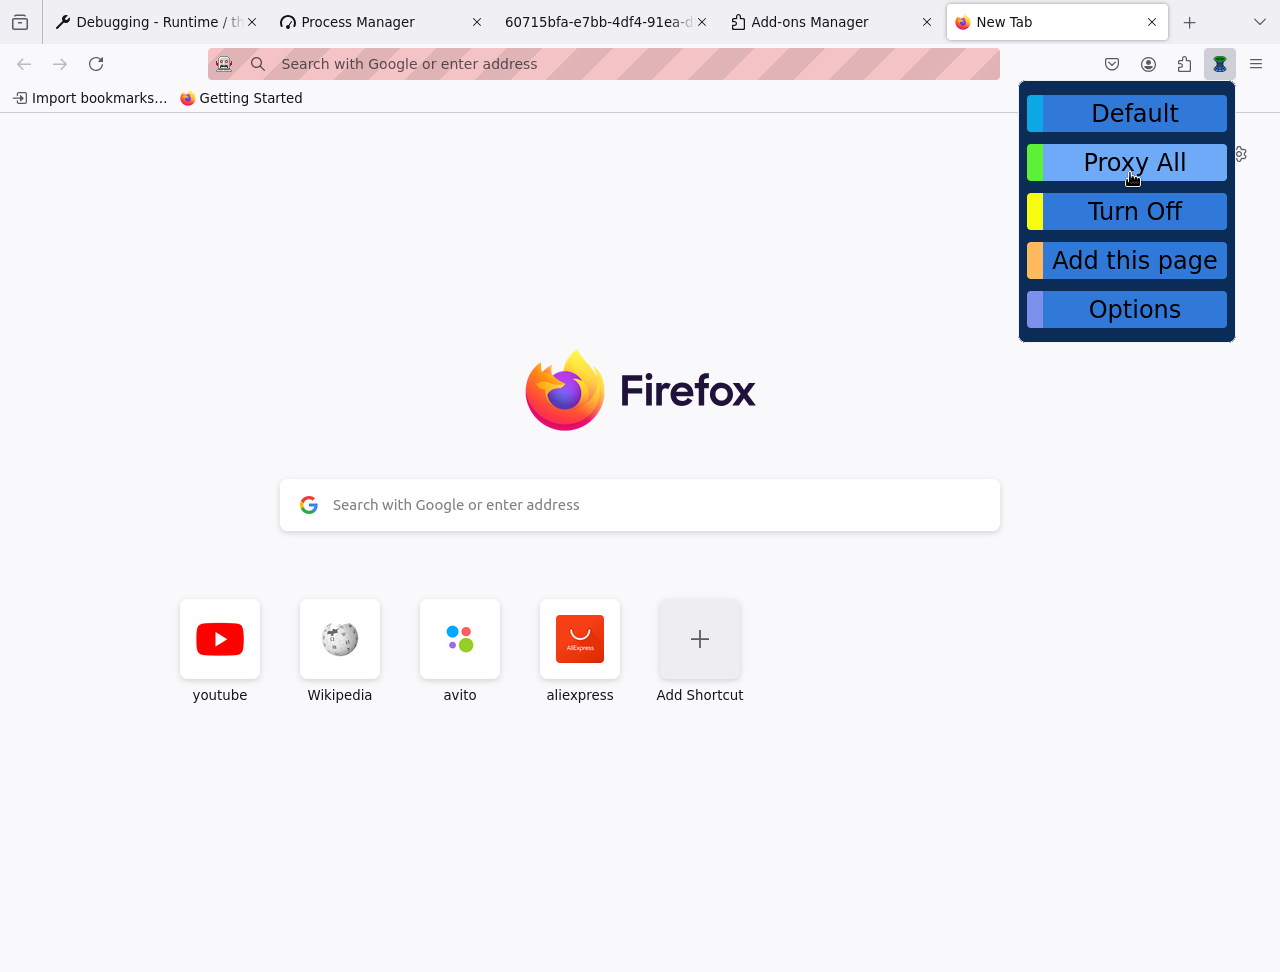 Debugging - Runtime / th
Process Manager
60715bfa-e7bb-4df4-91ea-d
Add-ons Manager
New Tab
Search with Google or enter address
Import bookmarks…
Getting Started
Default
Proxy All
Turn Off
Add this page
Options
Firefox
Search with Google or enter address
AliExpress
youtube
Wikipedia
avito
aliexpress
Add Shortcut